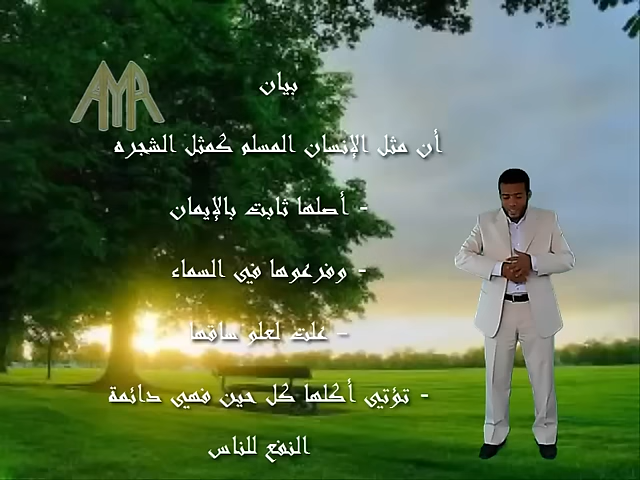 AMR
بيان
أن مثل الإنسان المسلم كمثل الشجره
- أصلها ثابت بالإيمان
- وفرعوها في السماء
- علت لعلو ساقها
- تؤتي أكلها كل حين فهي دائمة
النفع للناس